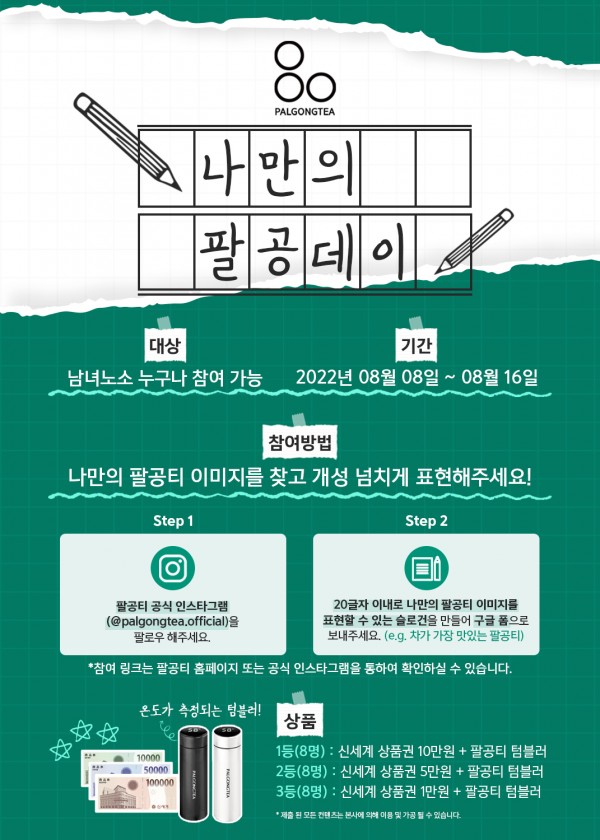 PALGONGTEA
나만의
팔공데이
대상
남녀노소 누구나 참여 가능
기간
2022년 08월 08일 ~ 08월 16일
참여방법
나만의 팔공티 이미지를 찾고 개성 넘치게 표현해주세요!
Step 1
팔공티 공식 인스타그램
(@palgongtea.official)을
팔로우 해주세요.
Step 2
20글자 이내로 나만의 팔공티 이미지를
표현할 수 있는 슬로건을 만들어 구글 폼으로
보내주세요. (e.g. 차가 가장 맛있는 팔공티)
*참여 링크는 팔공티 홈페이지 또는 공식 인스타그램을 통하여 확인하실 수 있습니다.
온도가 측정되는 텀블러!
10000
50000
100000
PALGONGTEA
PALGONGTEA
상품
1등(8명) : 신세계 상품권 10만원 + 팔공티 텀블러
2등(8명) : 신세계 상품권 5만원 + 팔공티 텀블러
3등(8명) : 신세계 상품권 1만원 + 팔공티 텀블러
* 제출 된 모든 컨텐츠는 본사에 의해 이용 및 가공 될 수 있습니다.